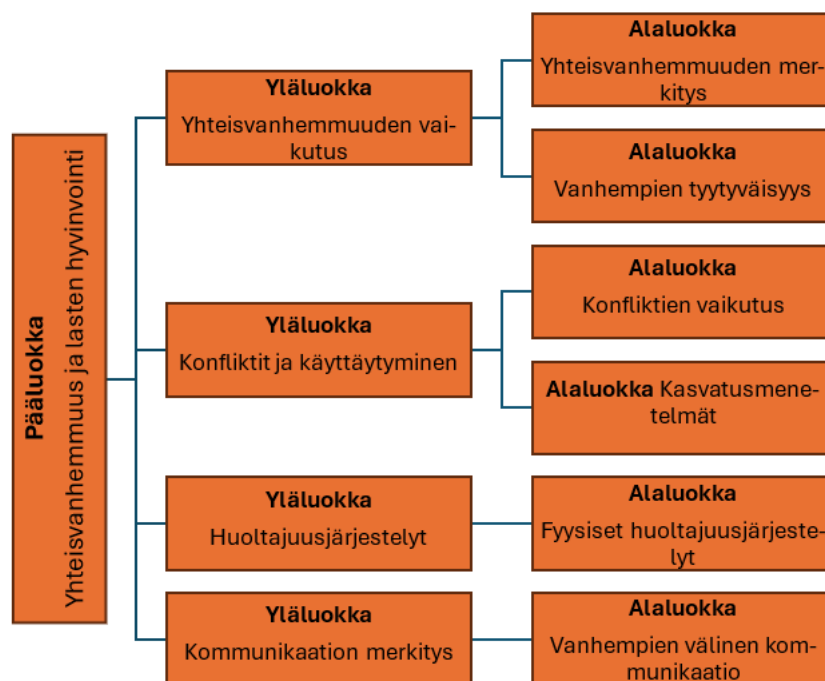 Pääluokka
Yhteisvanhemmuus ja lasten hyvinvointi
Yläluokka
Yhteisvanhemmuuden vai-
kutus
Alaluokka
Yhteisvanhemmuuden mer-
kitys
Alaluokka
Vanhempien tyytyväisyys
Yläluokka
Konfliktit ja käyttäytyminen
Alaluokka
Konfliktien vaikutus
Alaluokka Kasvatusmene-
telmät
Yläluokka
Huoltajuusjärjestelyt
Alaluokka
Fyysiset huoltajuusjärjeste-
lyt
Yläluokka
Kommunikaation merkitys
Alaluokka
Vanhempien välinen kom-
munikaatio